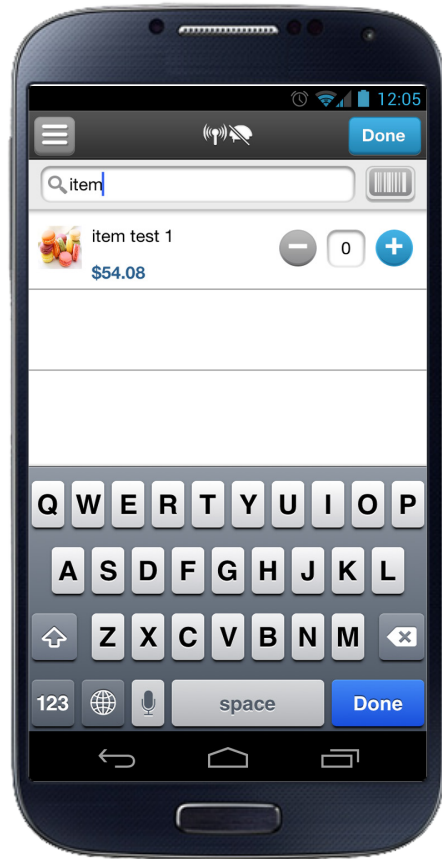 12:05
Done
item
item test 1
0
$54.08
Q W E R T Y U I O P
A S D F G H J K L
Z X C V B N M
123 space Done